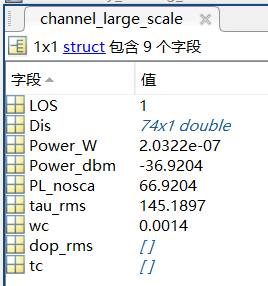 channel_large_scale
1x1 struct 包含 9 个字段
字段 值
LOS 1
Dis 74x1 double
Power_W 2.0322e-07
Power_dbm -36.9204
PL_nosca 66.9204
tau_rms 145.1897
wc 0.0014
dop_rms []
tc []